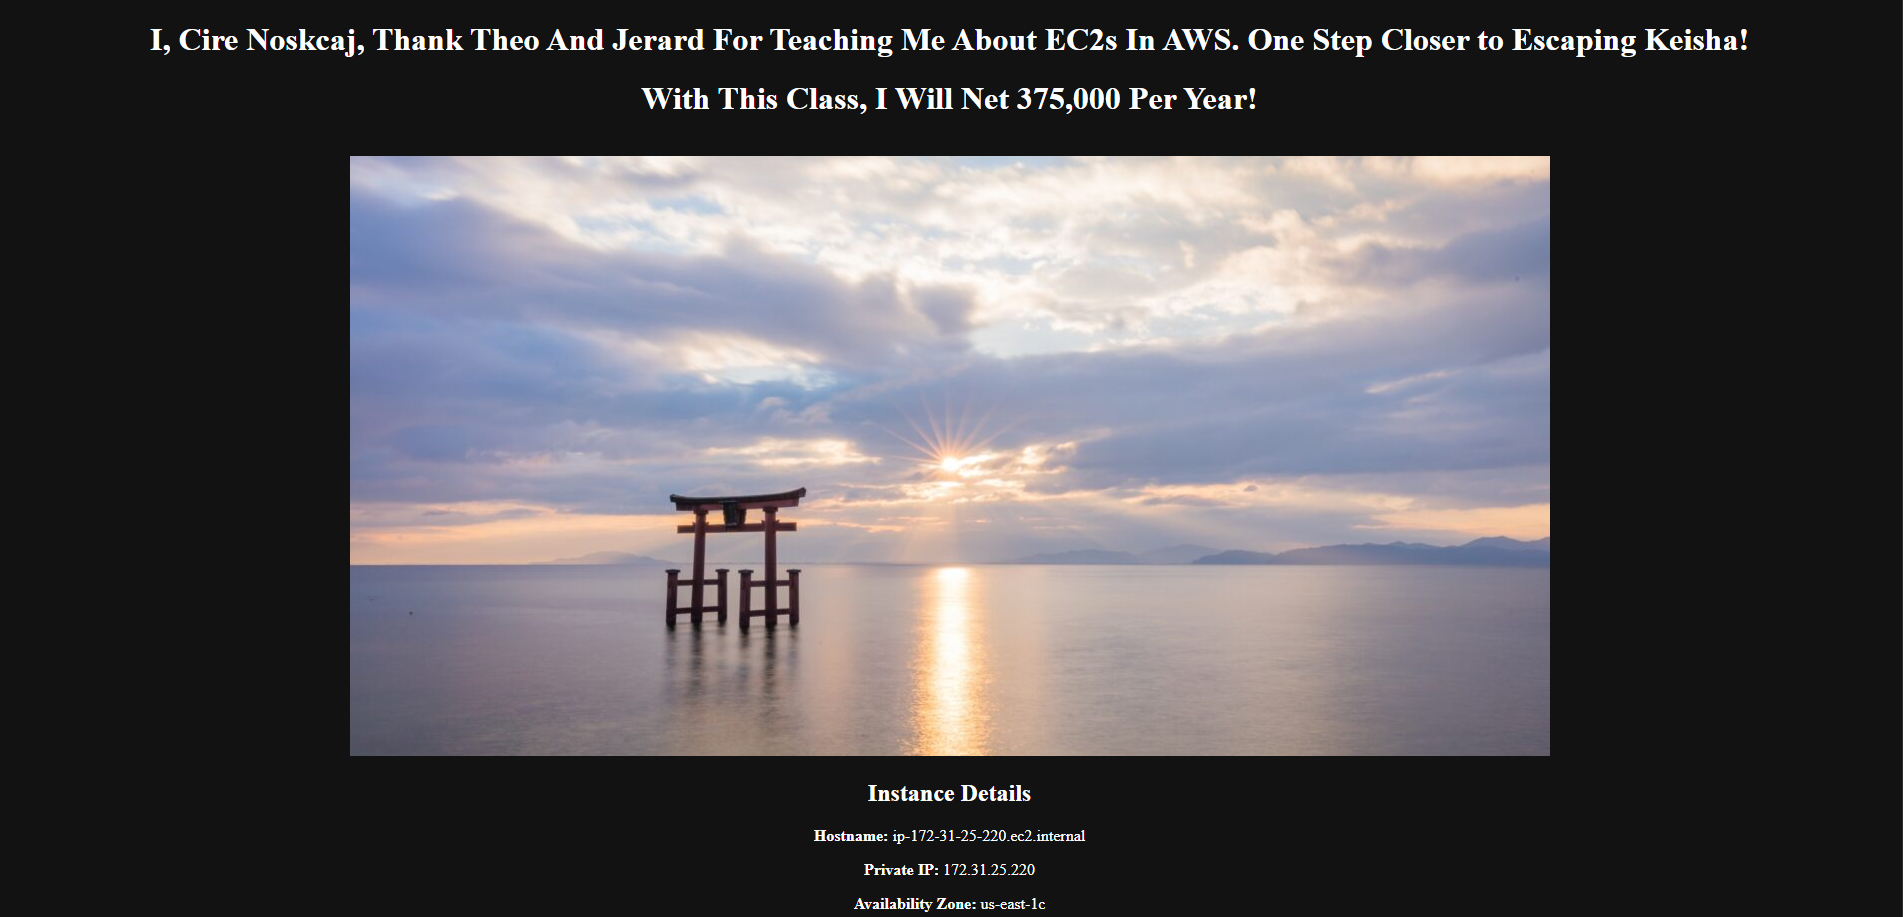 I, Cire Noskcaj, Thank Theo And Jerard For Teaching Me About EC2s In AWS. One Step Closer to Escaping Keisha!
With This Class, I Will Net 375,000 Per Year!
Instance Details
Hostname: ip-172-31-25-220.ec2.internal
Private IP: 172.31.25.220
Availability Zone: us-east-1c